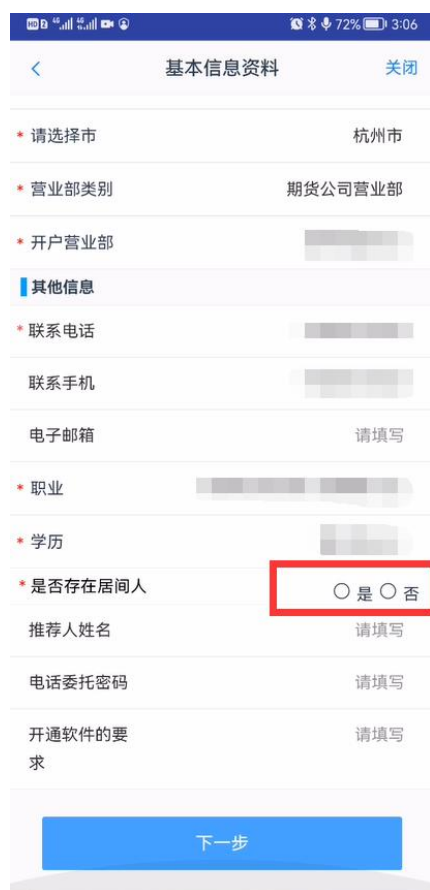 72% 3:06
基本信息资料 关闭
* 请选择市 杭州市
* 营业部类别 期货公司营业部
* 开户营业部
其他信息
* 联系电话
联系手机
电子邮箱 请填写
* 职业
* 学历
* 是否存在居间人 是 否
推荐人姓名 请填写
电话委托密码 请填写
开通软件的要 请填写
求
下一步